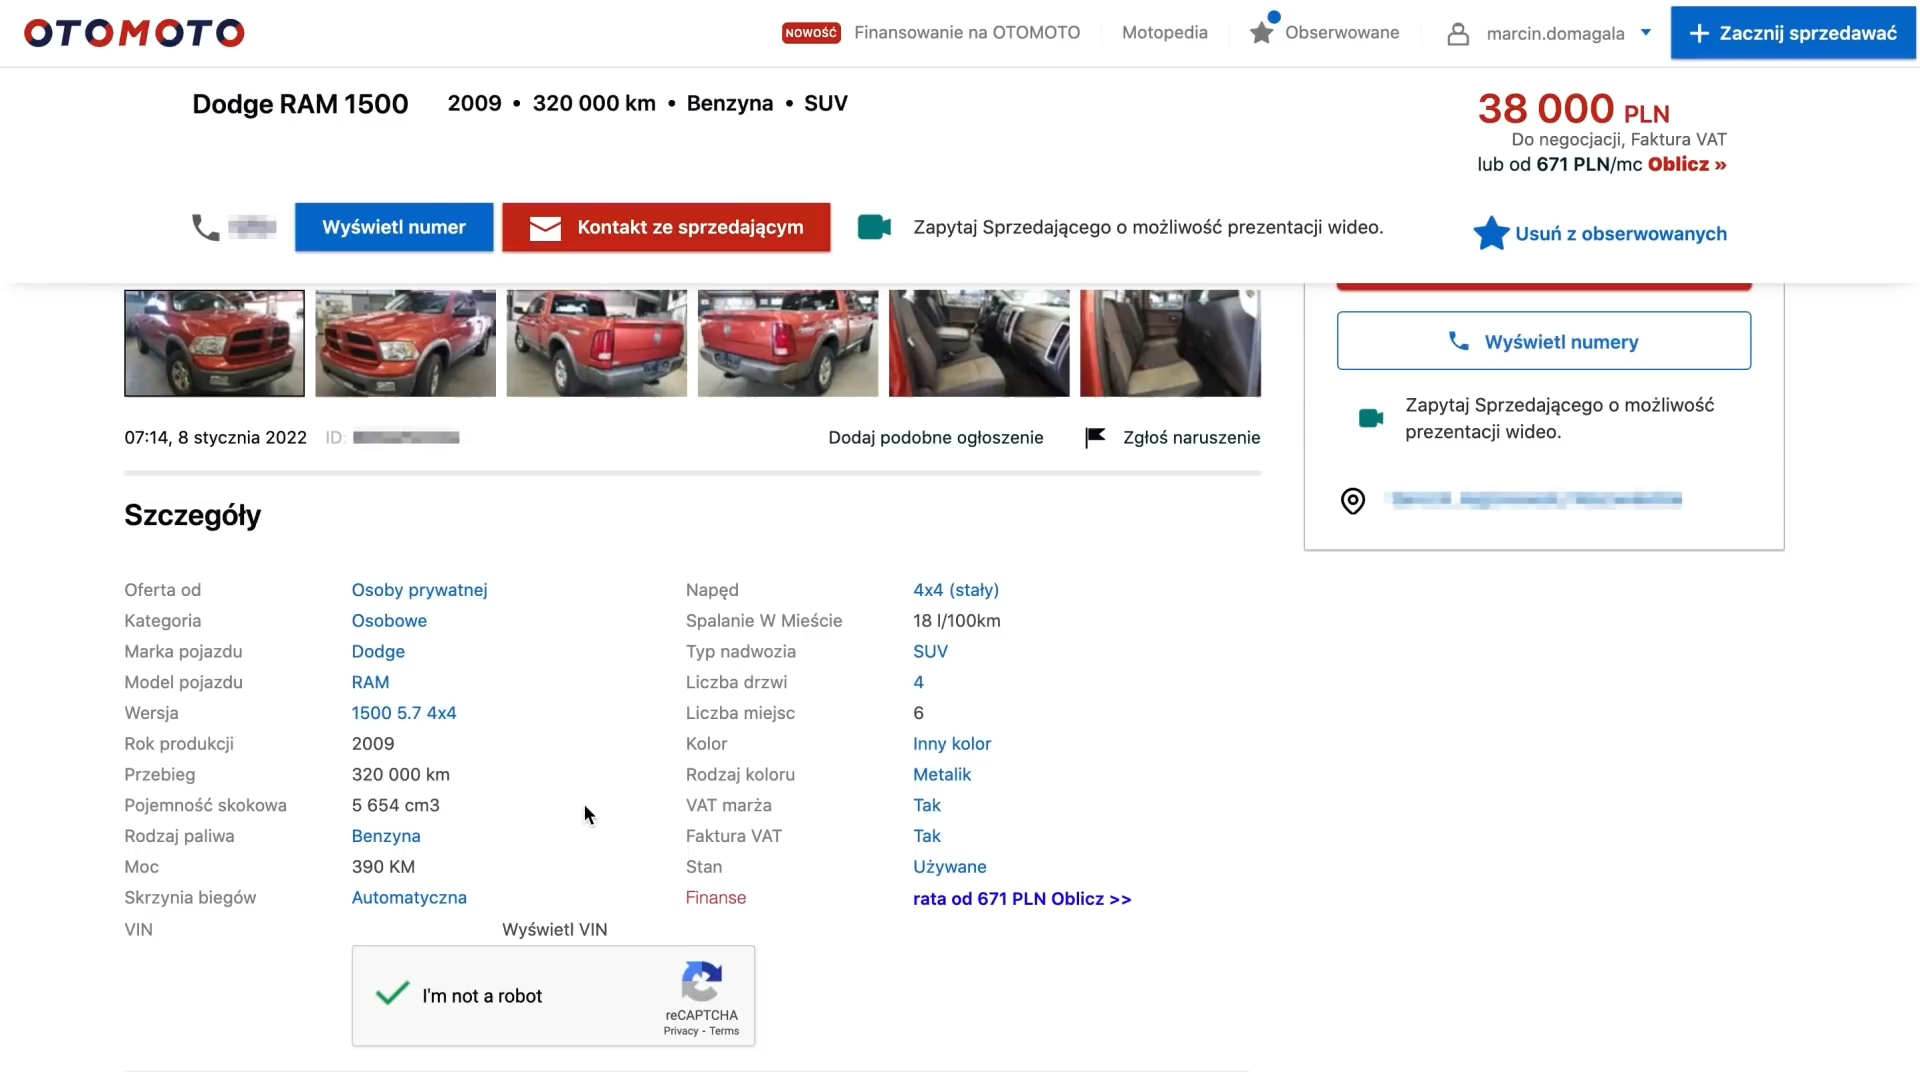 OTOMOTO
NOWOŚĆ Finansowanie na OTOMOTO
Motopedia
Obserwowane
marcin.domagala
+ Zacznij sprzedawać
Dodge RAM 1500
2009 • 320 000 km • Benzyna • SUV
38 000 PLN
Do negocjacji, Faktura VAT
lub od 671 PLN/mc Oblicz »
Wyświetl numer
Kontakt ze sprzedającym
Zapytaj Sprzedającego o możliwość prezentacji wideo.
Usuń z obserwowanych
Wyświetl numery
Zapytaj Sprzedającego o możliwość
prezentacji wideo.
07:14, 8 stycznia 2022 ID:
Dodaj podobne ogłoszenie
Zgłoś naruszenie
Szczegóły
Oferta od Osoby prywatnej
Kategoria Osobowe
Marka pojazdu Dodge
Model pojazdu RAM
Wersja 1500 5.7 4x4
Rok produkcji 2009
Przebieg 320 000 km
Pojemność skokowa 5 654 cm3
Rodzaj paliwa Benzyna
Moc 390 KM
Skrzynia biegów Automatyczna
VIN Wyświetl VIN
Napęd 4x4 (stały)
Spalanie W Mieście 18 l/100km
Typ nadwozia SUV
Liczba drzwi 4
Liczba miejsc 6
Kolor Inny kolor
Rodzaj koloru Metalik
VAT marża Tak
Faktura VAT Tak
Stan Używane
Finanse rata od 671 PLN Oblicz >>
I'm not a robot
reCAPTCHA
Privacy - Terms